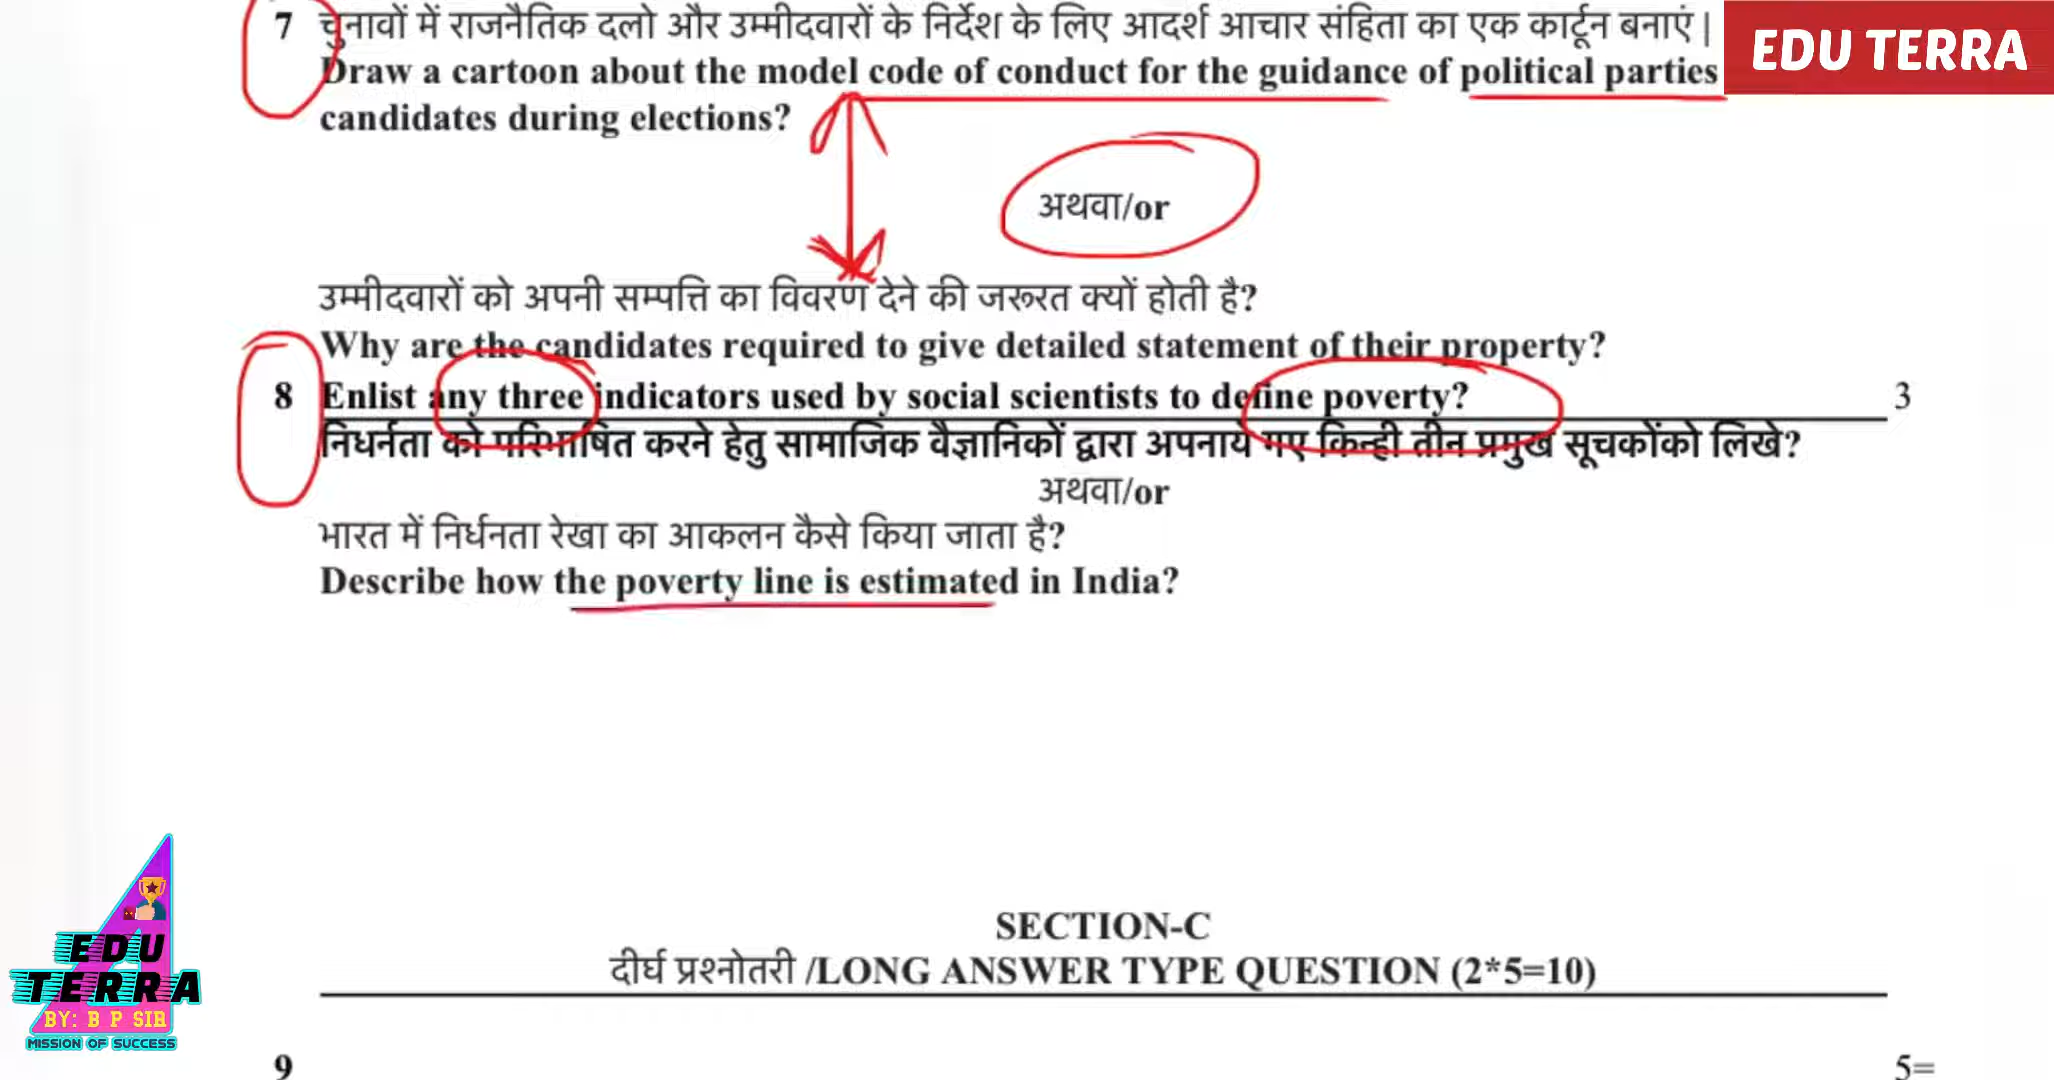 7 चुनावों में राजनैतिक दलो और उम्मीदवारों के निर्देश के लिए आदर्श आचार संहिता का एक कार्टून बनाएं |
EDU TERRA
Draw a cartoon about the model code of conduct for the guidance of political parties
candidates during elections?
अथवा/or
उम्मीदवारों को अपनी सम्पत्ति का विवरण देने की जरूरत क्यों होती है?
Why are the candidates required to give detailed statement of their property?
8 Enlist any three indicators used by social scientists to define poverty? 3
निधर्नता को परिभाषित करने हेतु सामाजिक वैज्ञानिकों द्वारा अपनाये गए किन्ही तीन प्रमुख सूचकोंको लिखे?
अथवा/or
भारत में निर्धनता रेखा का आकलन कैसे किया जाता है?
Describe how the poverty line is estimated in India?
SECTION-C
दीर्घ प्रश्नोतरी /LONG ANSWER TYPE QUESTION (2*5=10)
EDU
TERRA
BY: B P SIR
MISSION OF SUCCESS
9 5=